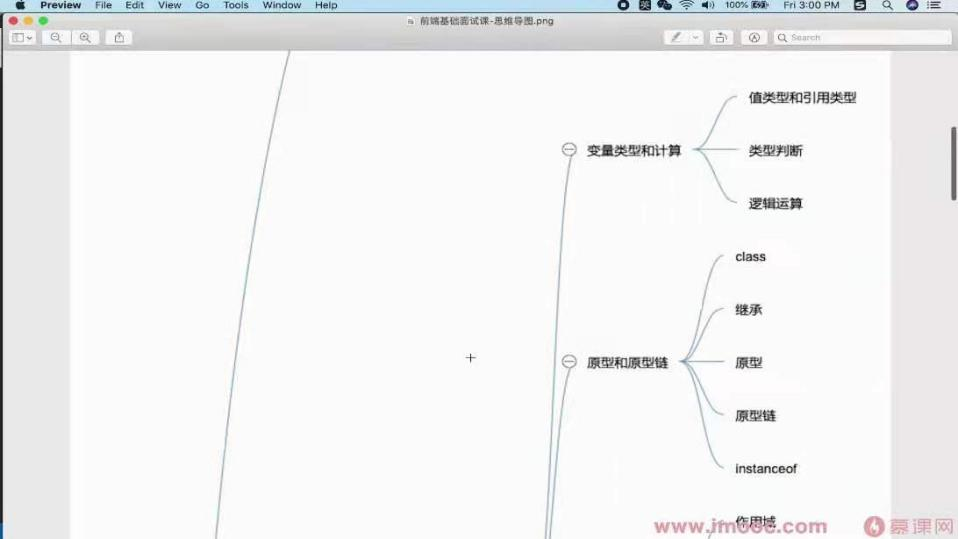 Preview File Edit View Go Tools Window Help 英 100% Fri 3:00 PM
前端基础面试课-思维导图.png
Search
值类型和引用类型
变量类型和计算
类型判断
逻辑运算
class
继承
原型和原型链
原型
原型链
instanceof
作用域
www.imooc.com 慕课网